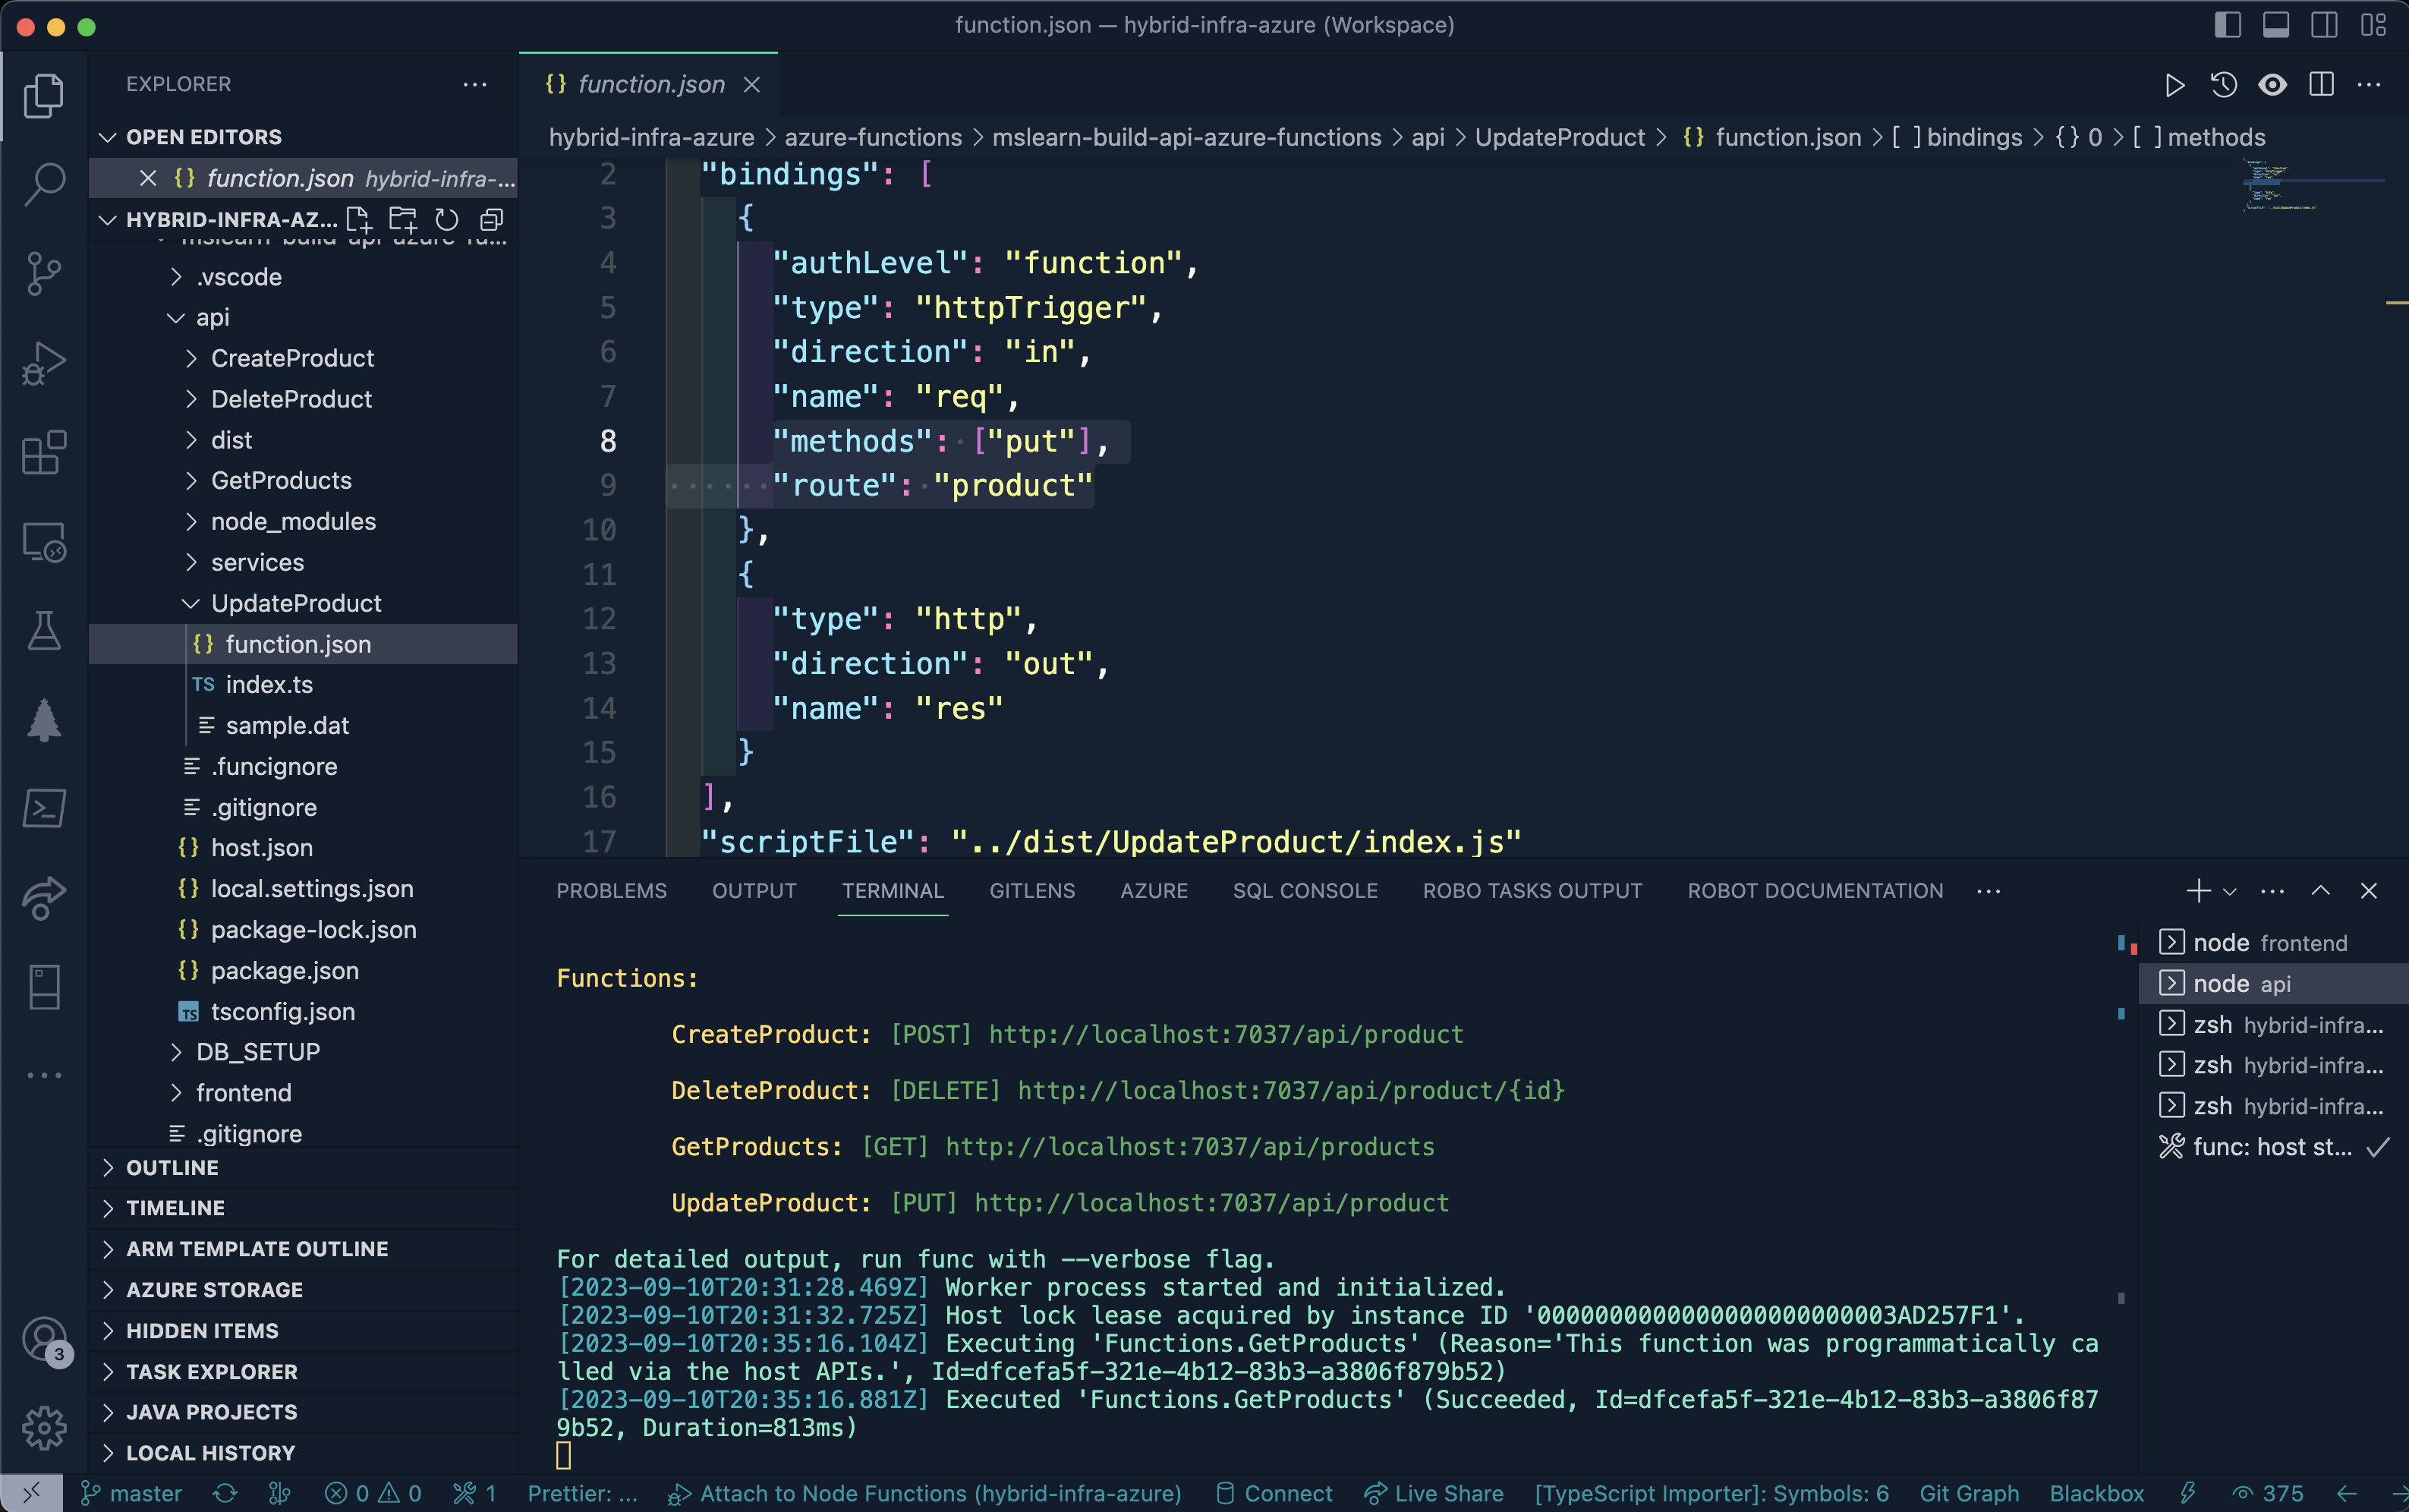 function.json — hybrid-infra-azure (Workspace)
EXPLORER
OPEN EDITORS
{} function.json hybrid-infra-...
HYBRID-INFRA-AZ...
.vscode
api
CreateProduct
DeleteProduct
dist
GetProducts
node_modules
services
UpdateProduct
{} function.json
TS index.ts
sample.dat
.funcignore
.gitignore
{} host.json
{} local.settings.json
{} package-lock.json
{} package.json
TS tsconfig.json
DB_SETUP
frontend
.gitignore
OUTLINE
TIMELINE
ARM TEMPLATE OUTLINE
AZURE STORAGE
HIDDEN ITEMS
TASK EXPLORER
JAVA PROJECTS
LOCAL HISTORY
3
{} function.json
hybrid-infra-azure > azure-functions > mslearn-build-api-azure-functions > api > UpdateProduct > {} function.json > [ ] bindings > {} 0 > [ ] methods
2 "bindings": [
3 {
4 "authLevel": "function",
5 "type": "httpTrigger",
6 "direction": "in",
7 "name": "req",
8 "methods": ["put"],
9 "route": "product"
10 },
11 {
12 "type": "http",
13 "direction": "out",
14 "name": "res"
15 }
16 ],
17 "scriptFile": "../dist/UpdateProduct/index.js"
PROBLEMS OUTPUT TERMINAL GITLENS AZURE SQL CONSOLE ROBO TASKS OUTPUT ROBOT DOCUMENTATION
Functions:
CreateProduct: [POST] http://localhost:7037/api/product
DeleteProduct: [DELETE] http://localhost:7037/api/product/{id}
GetProducts: [GET] http://localhost:7037/api/products
UpdateProduct: [PUT] http://localhost:7037/api/product
For detailed output, run func with --verbose flag.
[2023-09-10T20:31:28.469Z] Worker process started and initialized.
[2023-09-10T20:31:32.725Z] Host lock lease acquired by instance ID '0000000000000000000000003AD257F1'.
[2023-09-10T20:35:16.104Z] Executing 'Functions.GetProducts' (Reason='This function was programmatically ca
lled via the host APIs.', Id=dfcefa5f-321e-4b12-83b3-a3806f879b52)
[2023-09-10T20:35:16.881Z] Executed 'Functions.GetProducts' (Succeeded, Id=dfcefa5f-321e-4b12-83b3-a3806f87
9b52, Duration=813ms)
node frontend
node api
zsh hybrid-infra...
zsh hybrid-infra...
zsh hybrid-infra...
func: host st...
master 0 0 1 Prettier: ... Attach to Node Functions (hybrid-infra-azure) Connect Live Share [TypeScript Importer]: Symbols: 6 Git Graph Blackbox 375